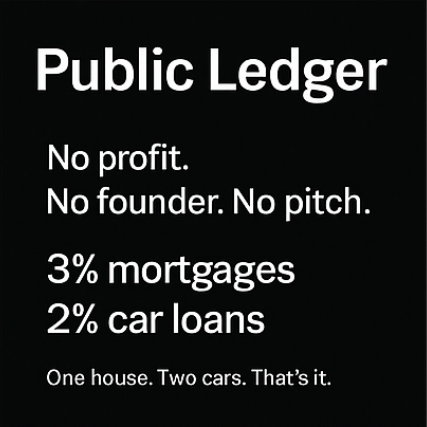 Public Ledger
No profit.
No founder. No pitch.
3% mortgages
2% car loans
One house. Two cars. That’s it.